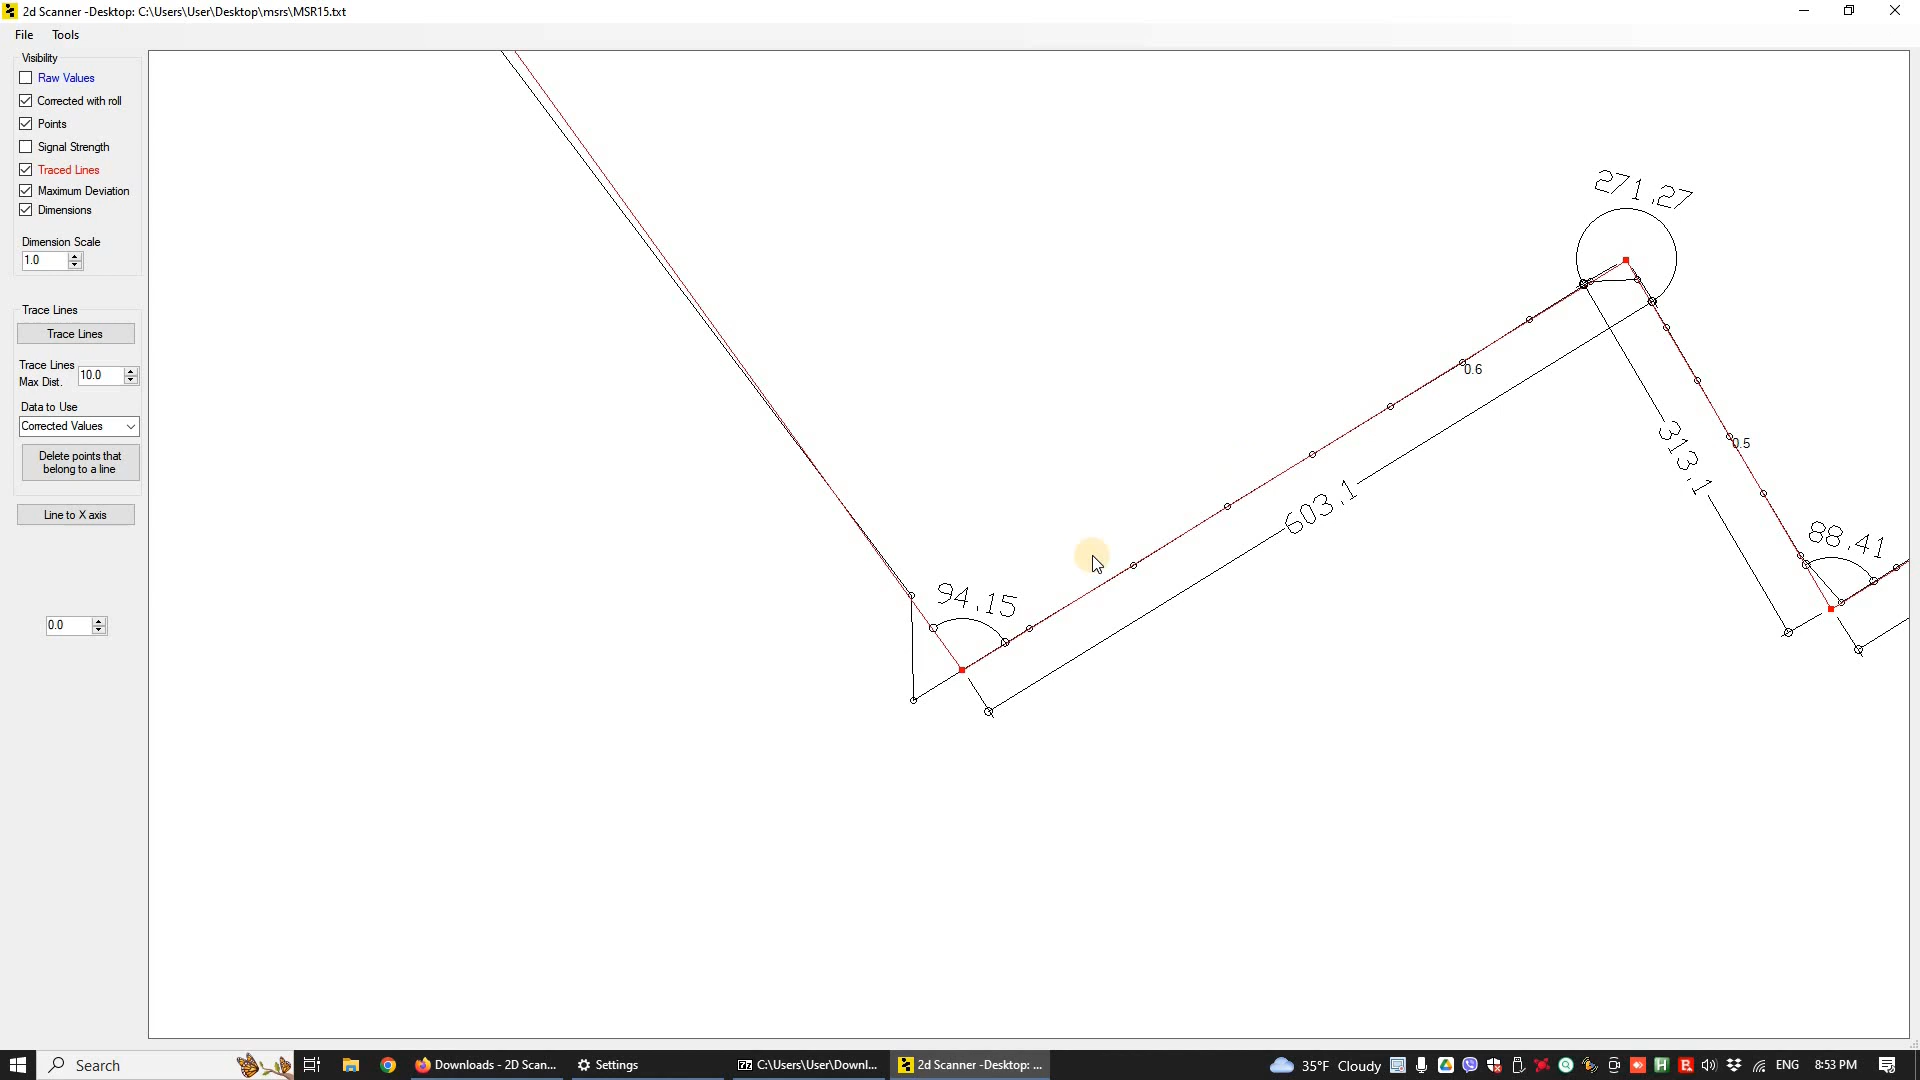 2d Scanner -Desktop: C:\Users\User\Desktop\msrs\MSR15.txt
File Tools
Visibility
Raw Values
Corrected with roll
Points
Signal Strength
Traced Lines
Maximum Deviation
Dimensions
Dimension Scale
1.0
Trace Lines
Trace Lines
Trace Lines
Max Dist.
10.0
Data to Use
Corrected Values
Delete points that
belong to a line
Line to X axis
0.0
271.27
0.6
0.5
313.1
603.1
88.41
94.15
Search
Downloads - 2D Scan...
Settings
C:\Users\User\Downl...
2d Scanner -Desktop: ...
35°F Cloudy
ENG
8:53 PM